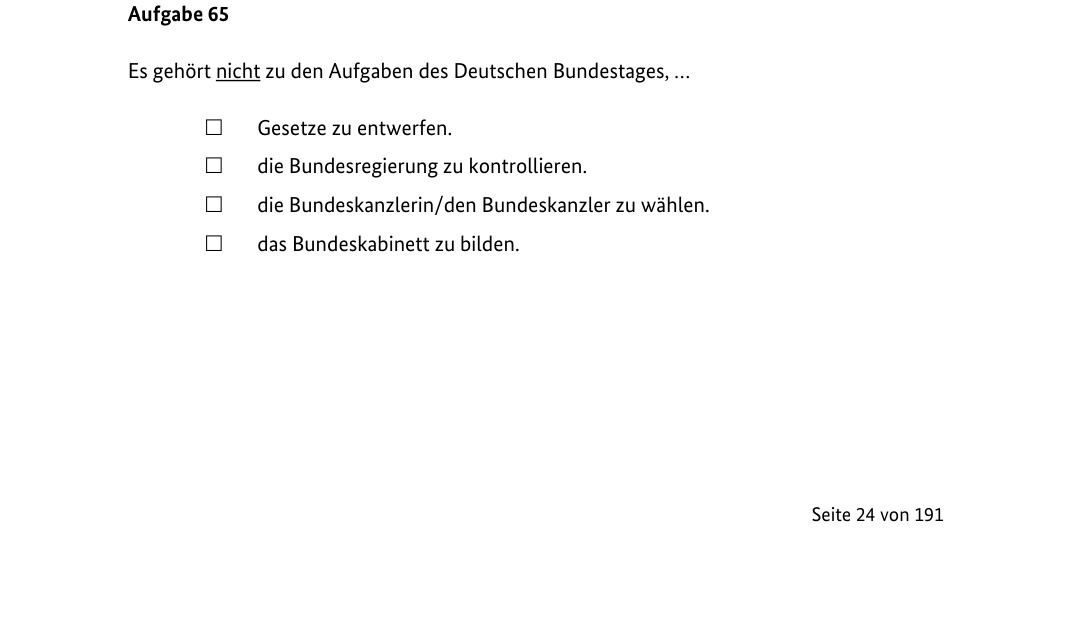 Aufgabe 65
Es gehört nicht zu den Aufgaben des Deutschen Bundestages, …
☐ Gesetze zu entwerfen.
☐ die Bundesregierung zu kontrollieren.
☐ die Bundeskanzlerin/den Bundeskanzler zu wählen.
☐ das Bundeskabinett zu bilden.
Seite 24 von 191